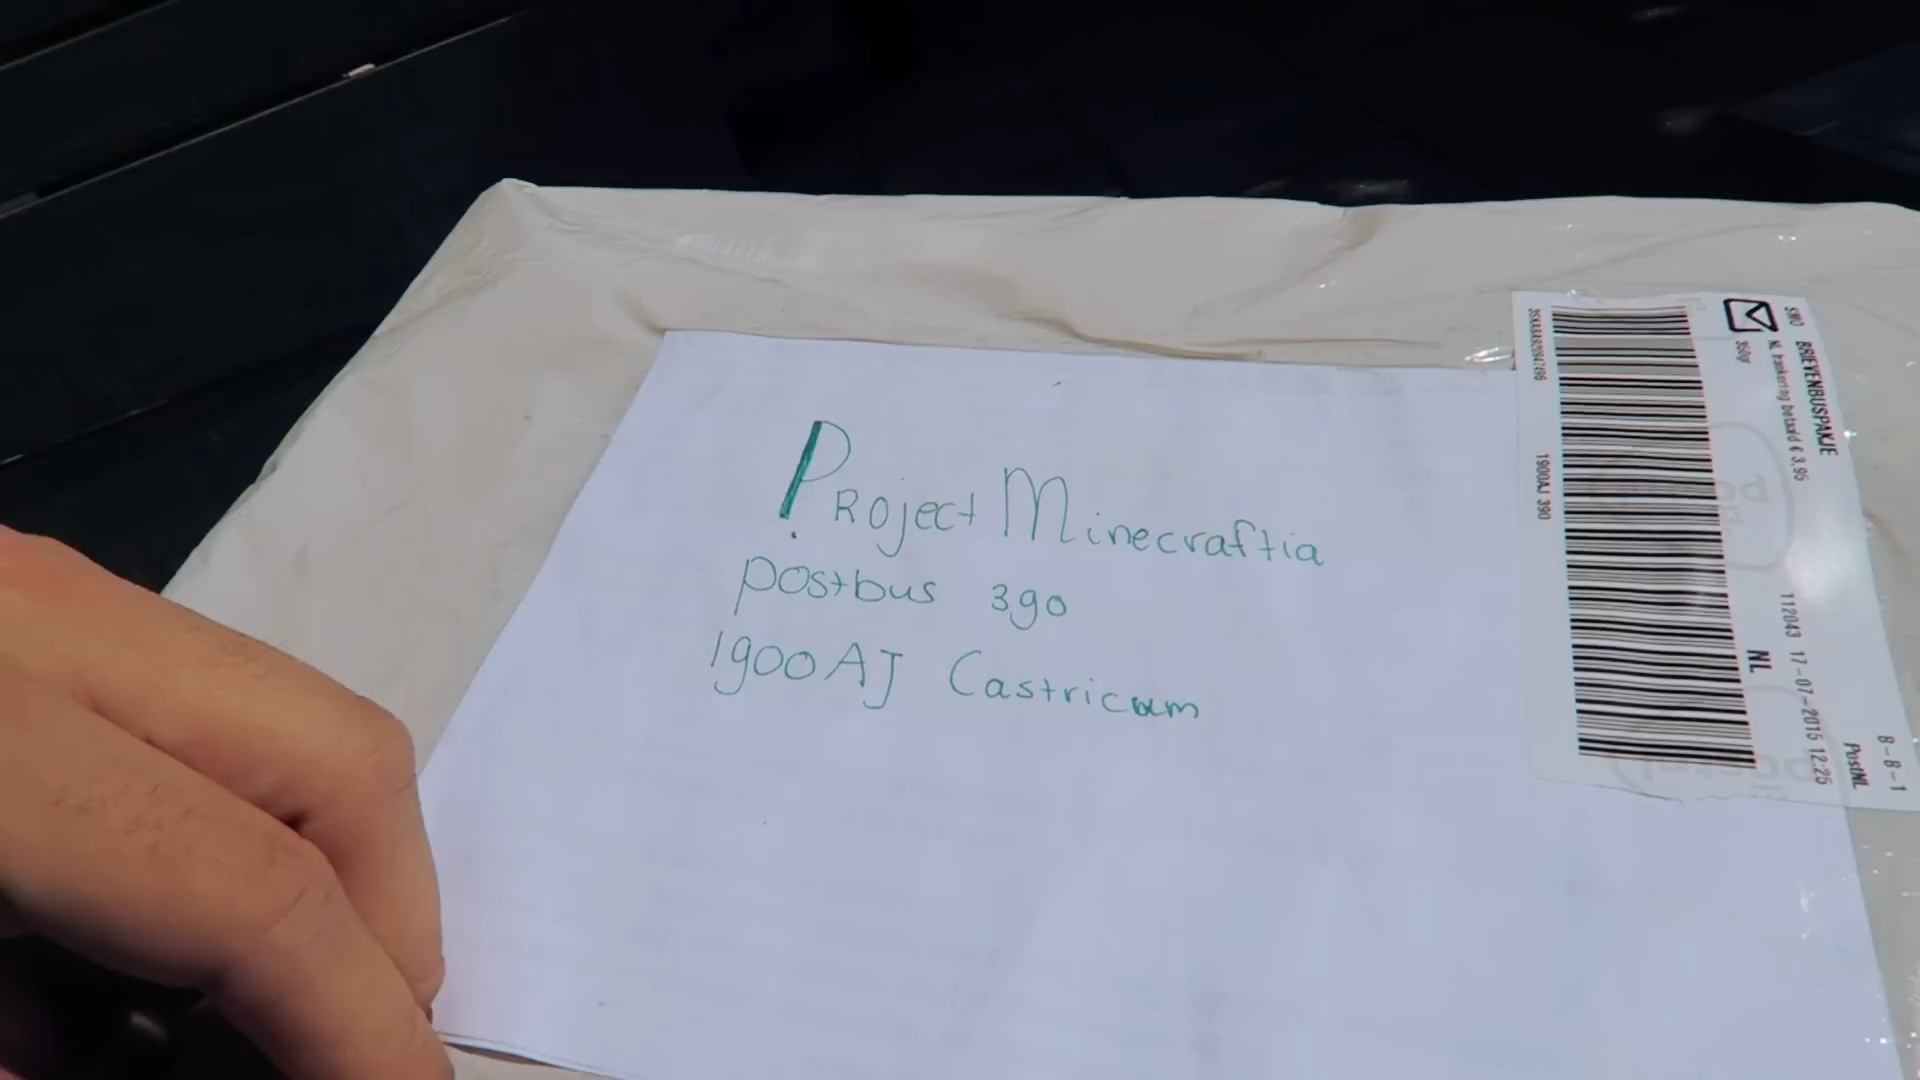 Project Minecraftia
postbus 390
1900AJ Castricum
BRIEVENBUSPAKJE
NL frankering betaald € 3,95
350gr
1900AJ 390
NL
112043 17-07-2015 12:25
PostNL
8-8-1